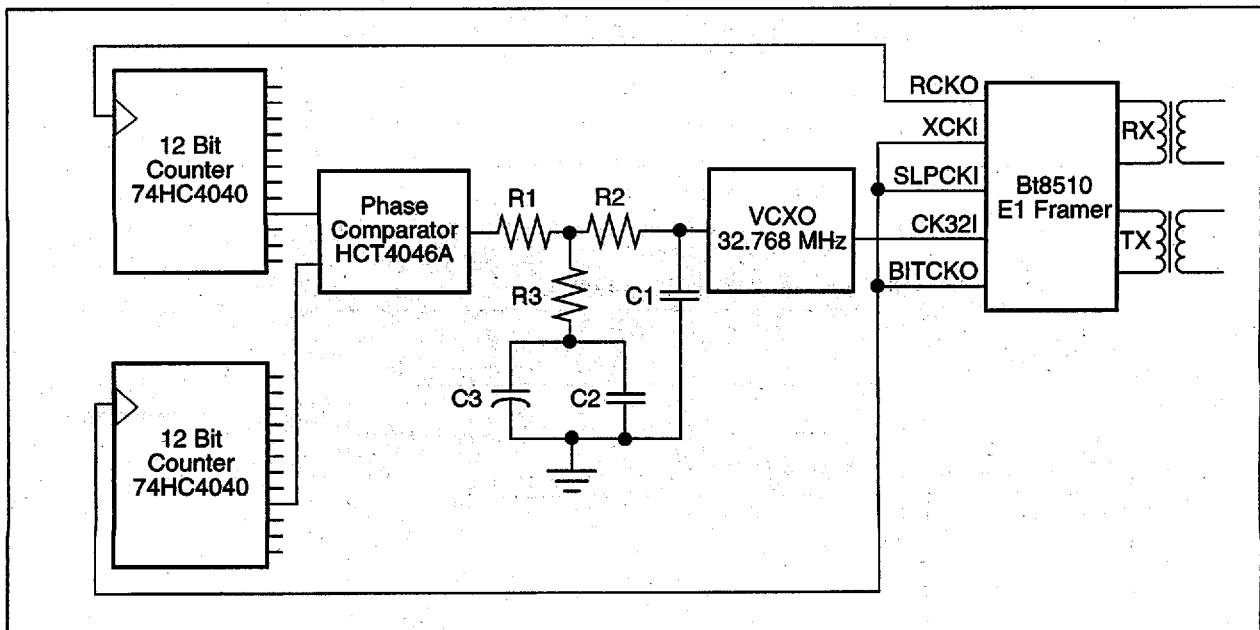 12 Bit
Counter
74HC4040
Phase
Comparator
HCT4046A
R1
R2
R3
C1
C3
C2
VCXO
32.768 MHz
RCKO
XCKI
SLPCKI
CK32I
BITCKO
Bt8510
E1 Framer
RX
TX
12 Bit
Counter
74HC4040